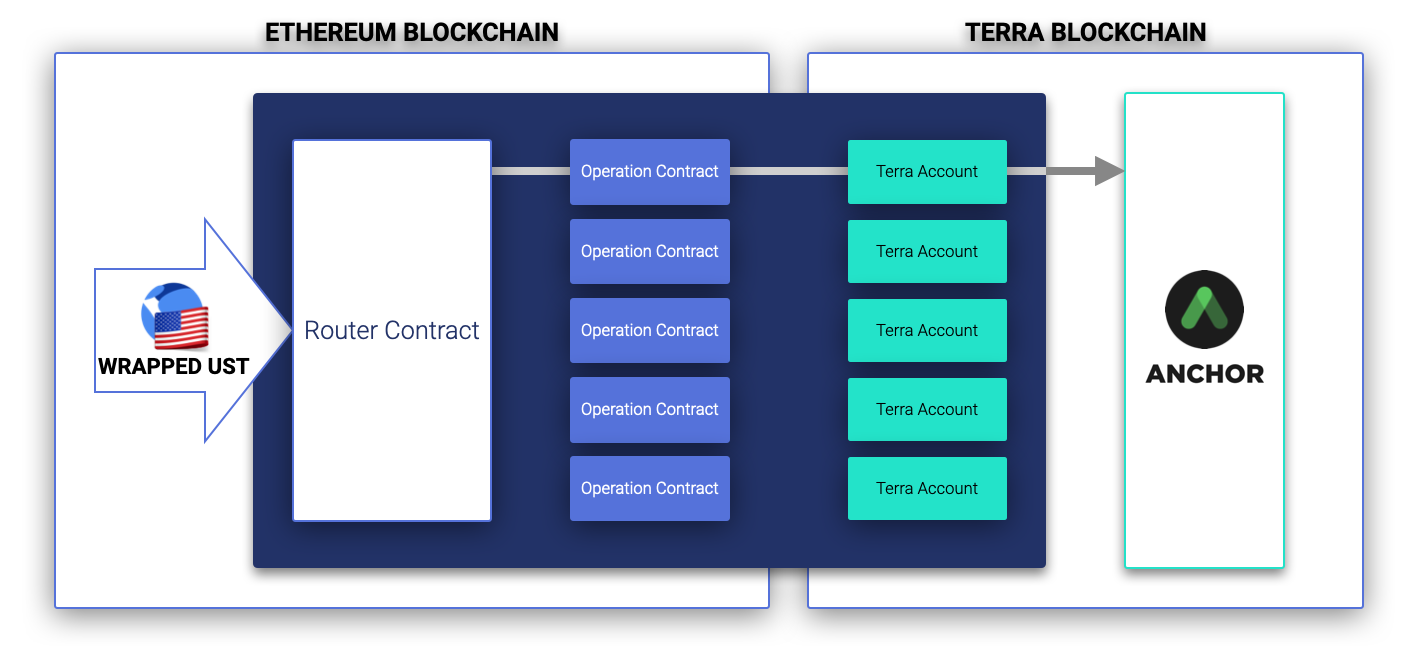 ETHEREUM BLOCKCHAIN
TERRA BLOCKCHAIN
WRAPPED UST
Router Contract
Operation Contract
Operation Contract
Operation Contract
Operation Contract
Operation Contract
Terra Account
Terra Account
Terra Account
Terra Account
Terra Account
ANCHOR